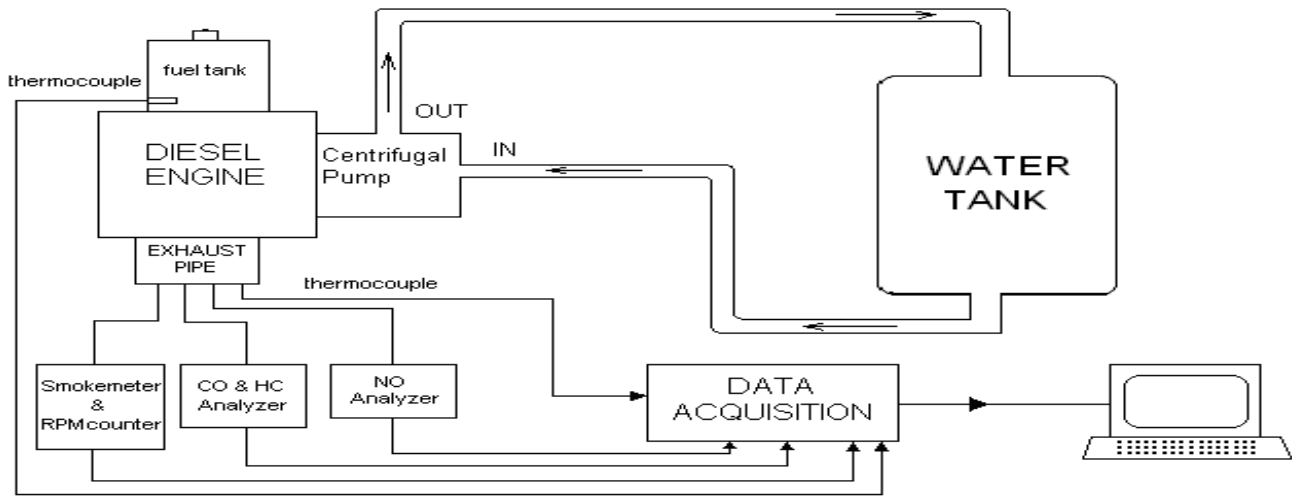 fuel tank
thermocouple
OUT
DIESEL
ENGINE
Centrifugal
Pump
IN
WATER
TANK
EXHAUST
PIPE
thermocouple
Smokemeter
&
RPMcounter
CO & HC
Analyzer
NO
Analyzer
DATA
ACQUISITION